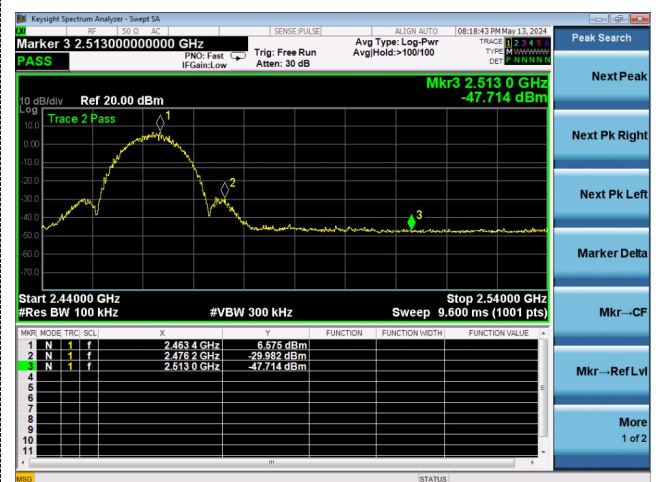 Keysight Spectrum Analyzer - Swept SA
RF 50 Ω AC SENSE:PULSE ALIGN AUTO 08:18:43 PM May 13, 2024
Marker 3 2.513000000000 GHz
PASS
PNO: Fast
IFGain:Low
Trig: Free Run
Atten: 30 dB
Avg Type: Log-Pwr
Avg|Hold:>100/100
TRACE 1 2 3 4 5 6
TYPE M WWWWW
DET P N N N N N
Mkr3 2.513 0 GHz
-47.714 dBm
10 dB/div Ref 20.00 dBm
Log
Trace 2 Pass
1
2
3
10.0
0.00
-10.0
-20.0
-30.0
-40.0
-50.0
-60.0
-70.0
Start 2.44000 GHz Stop 2.54000 GHz
#Res BW 100 kHz #VBW 300 kHz Sweep 9.600 ms (1001 pts)
MKR MODE TRC SCL X Y FUNCTION FUNCTION WIDTH FUNCTION VALUE
1 N 1 f 2.463 4 GHz 6.575 dBm
2 N 1 f 2.476 2 GHz -29.982 dBm
3 N 1 f 2.513 0 GHz -47.714 dBm
4
5
6
7
8
9
10
11
MSG STATUS
Peak Search
Next Peak
Next Pk Right
Next Pk Left
Marker Delta
Mkr→CF
Mkr→Ref Lvl
More
1 of 2